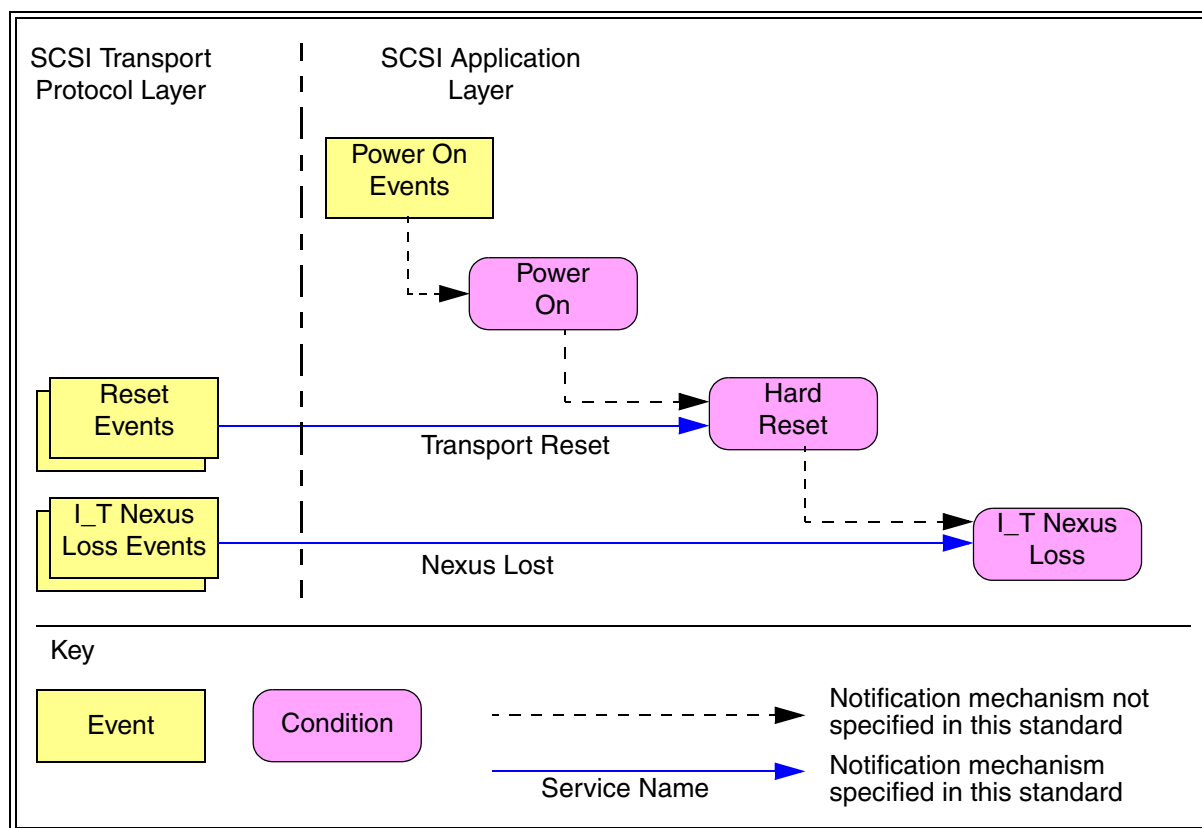 SCSI Transport
Protocol Layer
SCSI Application
Layer
Power On
Events
Power
On
Reset
Events
Hard
Reset
Transport Reset
I_T Nexus
Loss Events
I_T Nexus
Loss
Nexus Lost
Key
Event
Condition
Notification mechanism not
specified in this standard
Service Name
Notification mechanism
specified in this standard